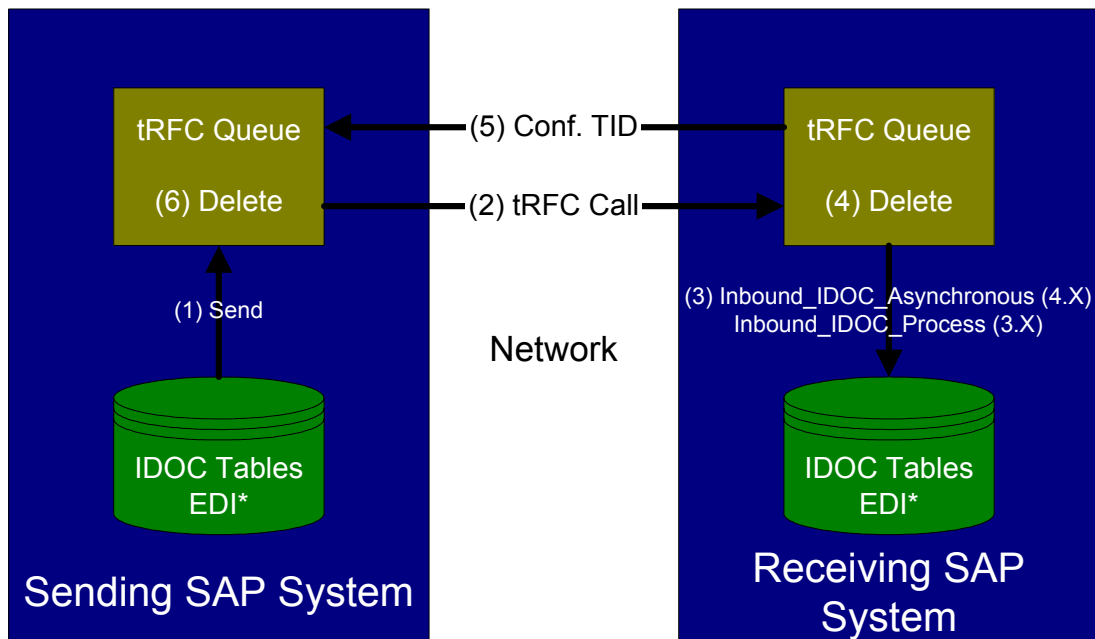 tRFC Queue
(6) Delete
(5) Conf. TID
(2) tRFC Call
tRFC Queue
(4) Delete
(1) Send
(3) Inbound_IDOC_Asynchronous (4.X)
Inbound_IDOC_Process (3.X)
Network
IDOC Tables
EDI*
IDOC Tables
EDI*
Sending SAP System
Receiving SAP
System